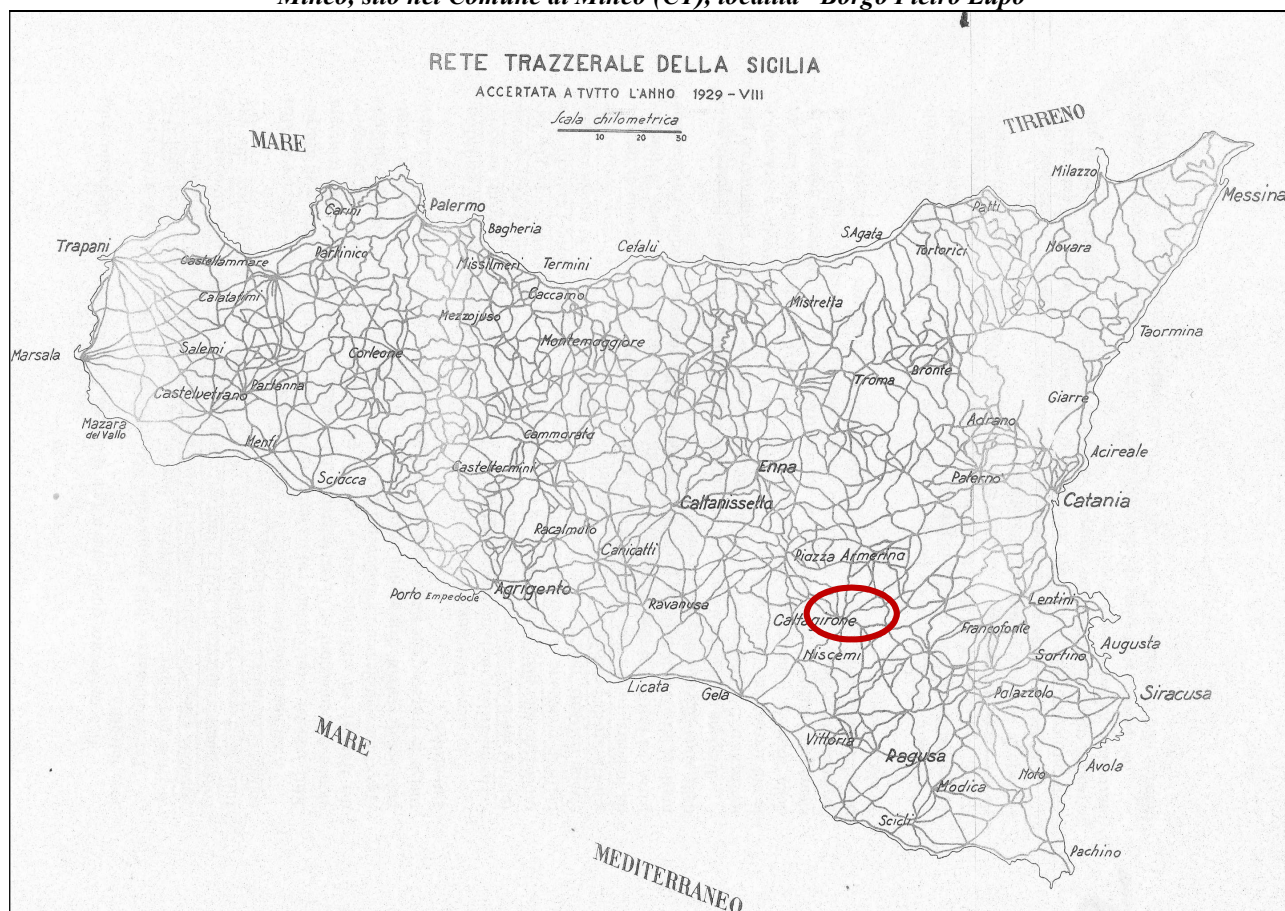 Mineo, sito nel Comune di Mineo (CT), località "Borgo Pietro Lupo"
RETE TRAZZERALE DELLA SICILIA
ACCERTATA A TVTTO L'ANNO 1929 - VIII
Scala chilometrica
10 20 30
MARE
TIRRENO
Milazzo
Messina
Carini
Palermo
Patti
Bagheria
S.Agata
Trapani
Partinico
Cefalù
Tortorici
Novara
Castellammare
Missilmeri
Termini
Calatafimi
Caccamo
Mistretta
Mezzojuso
Taormina
Marsala
Salemi
Corleone
Montemaggiore
Bronte
Troina
Castelvetrano
Partanna
Giarre
Mazara
del Vallo
Adrano
Menfi
Cammarata
Acireale
Sciacca
Castelfermini
Enna
Paternò
Caltanissetta
Catania
Racalmuto
Canicatti
Piazza Armerina
Porto Empedocle
Agrigento
Ravanusa
Lentini
Caltagirone
Francofonte
Augusta
Niscemi
Sortino
Licata
Gela
Palazzolo
Siracusa
MARE
Vittoria
Ragusa
Avola
Noto
Modica
Scicli
Pachino
MEDITERRANEO